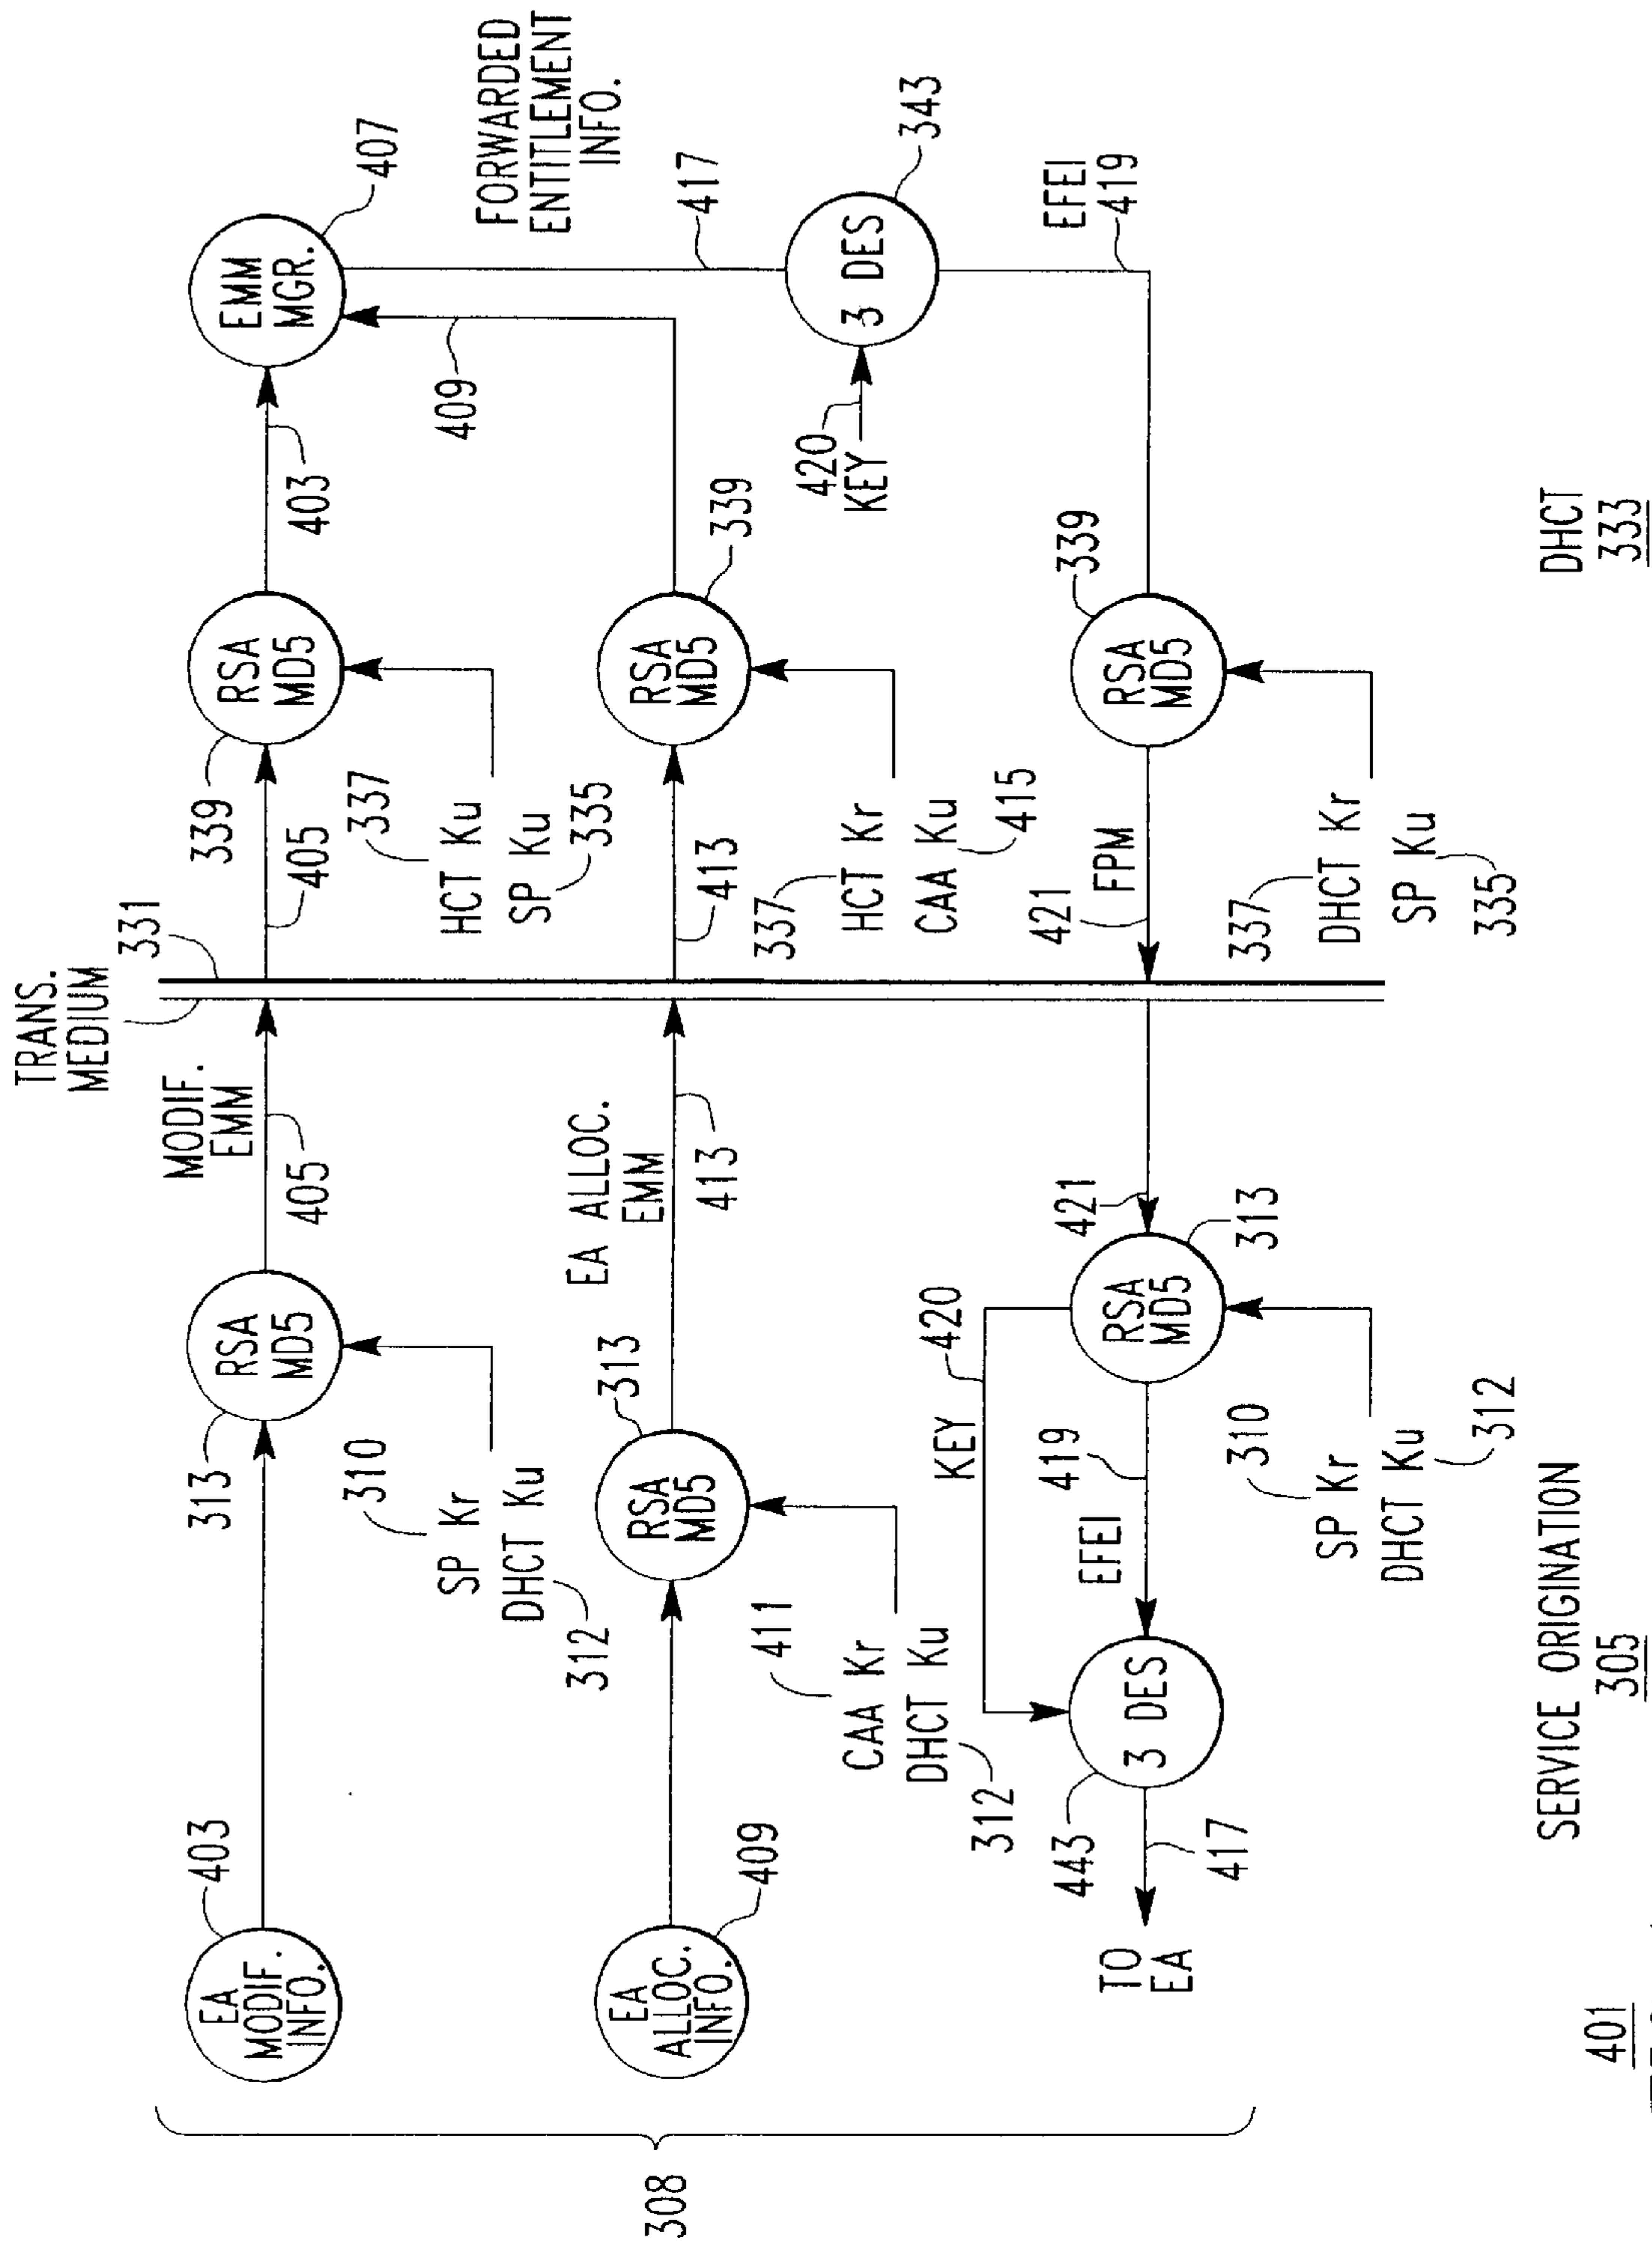 TRANS.
MEDIUM
331
EA
MODIF.
INFO.
403
313
RSA
MD5
310
SP Kr
DHCT Ku
312
MODIF.
EMM
405
405
339
RSA
MD5
337
HCT Ku
SP Ku
335
403
EMM
MGR.
407
EA
ALLOC.
INFO.
409
313
RSA
MD5
411
CAA Kr
DHCT Ku
312
EA ALLOC.
EMM
413
413
339
RSA
MD5
337
HCT Kr
CAA Ku
415
409
FORWARDED
ENTITLEMENT
INFO.
417
3 DES
343
420
KEY
EFEI
419
TO
EA
417
443
3 DES
KEY
420
EFEI
419
RSA
MD5
313
310
SP Kr
DHCT Ku
312
421
421
FPM
339
RSA
MD5
337
DHCT Kr
SP Ku
335
308
SERVICE ORIGINATION
305
DHCT
333
401